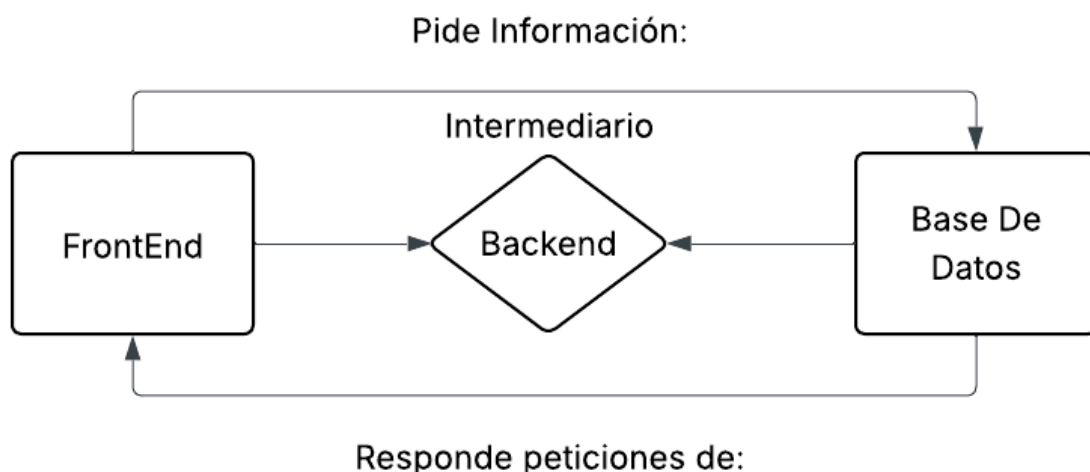 Pide Información:
Intermediario
FrontEnd
Backend
Base De
Datos
Responde peticiones de: